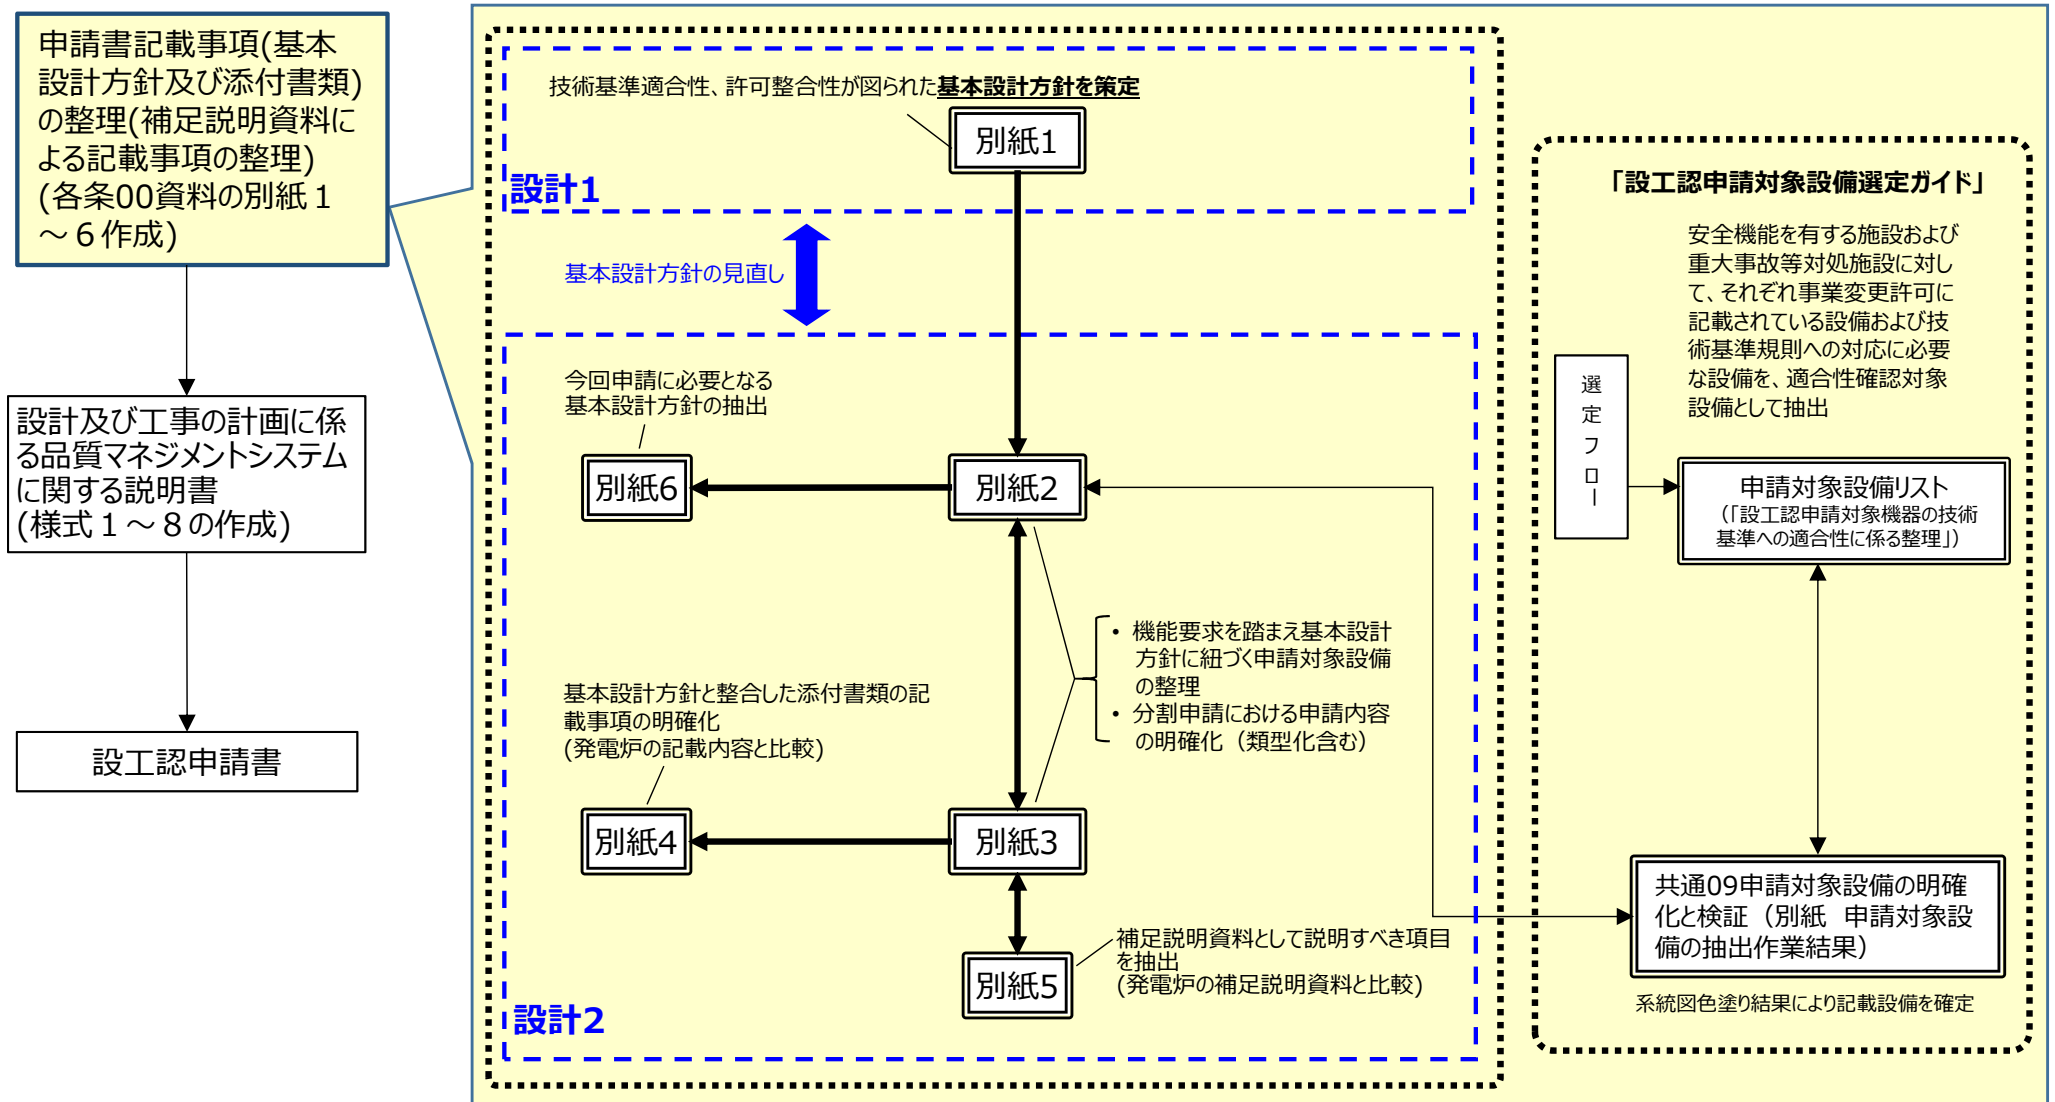 申請書記載事項(基本
設計方針及び添付書類)
の整理(補足説明資料に
よる記載事項の整理)
(各条00資料の別紙１
～６作成)
設計及び工事の計画に係
る品質マネジメントシステム
に関する説明書
(様式１～８の作成)
設工認申請書
技術基準適合性、許可整合性が図られた基本設計方針を策定
別紙1
設計1
基本設計方針の見直し
今回申請に必要となる
基本設計方針の抽出
別紙6
別紙2
・ 機能要求を踏まえ基本設計
方針に紐づく申請対象設備
の整理
・ 分割申請における申請内容
の明確化（類型化含む）
基本設計方針と整合した添付書類の記
載事項の明確化
(発電炉の記載内容と比較)
別紙4
別紙3
補足説明資料として説明すべき項目
を抽出
(発電炉の補足説明資料と比較)
別紙5
設計2
「設工認申請対象設備選定ガイド」
安全機能を有する施設および
重大事故等対処施設に対し
て、それぞれ事業変更許可に
記載されている設備および技
術基準規則への対応に必要
な設備を、適合性確認対象
設備として抽出
選
定
フ
ロ
ー
申請対象設備リスト
（「設工認申請対象機器の技術
基準への適合性に係る整理」）
共通09申請対象設備の明確
化と検証（別紙　申請対象設
備の抽出作業結果）
系統図色塗り結果により記載設備を確定